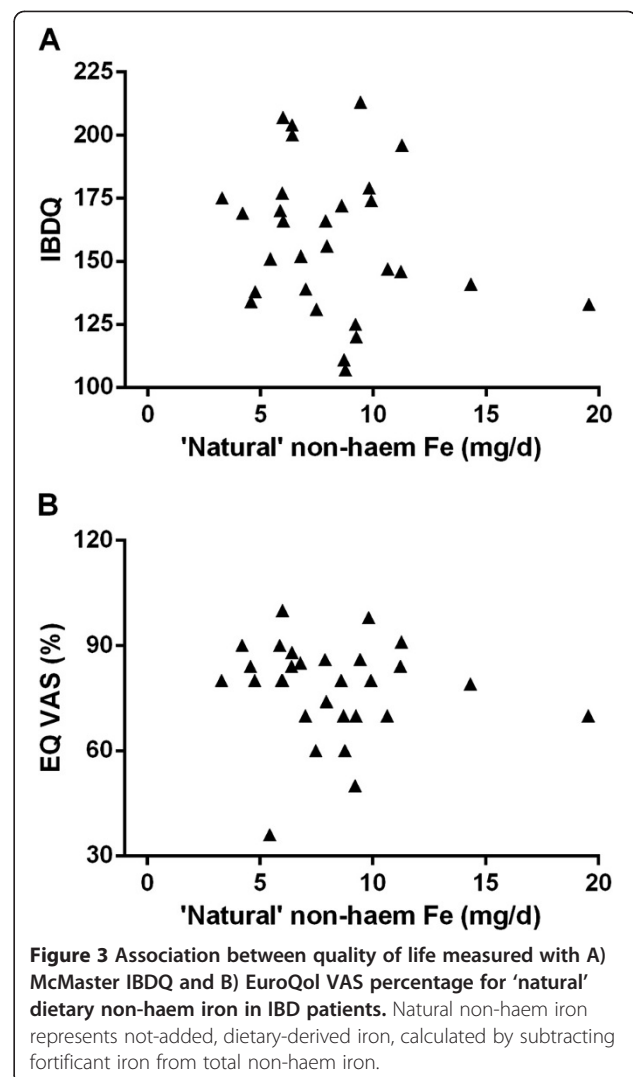 A
225
200
175
150
125
100
IBDQ
0 5 10 15 20
'Natural' non-haem Fe (mg/d)
B
120
90
60
30
EQ VAS (%)
0 5 10 15 20
'Natural' non-haem Fe (mg/d)
Figure 3 Association between quality of life measured with A)
McMaster IBDQ and B) EuroQol VAS percentage for ‘natural’
dietary non-haem iron in IBD patients. Natural non-haem iron
represents not-added, dietary-derived iron, calculated by subtracting
fortificant iron from total non-haem iron.